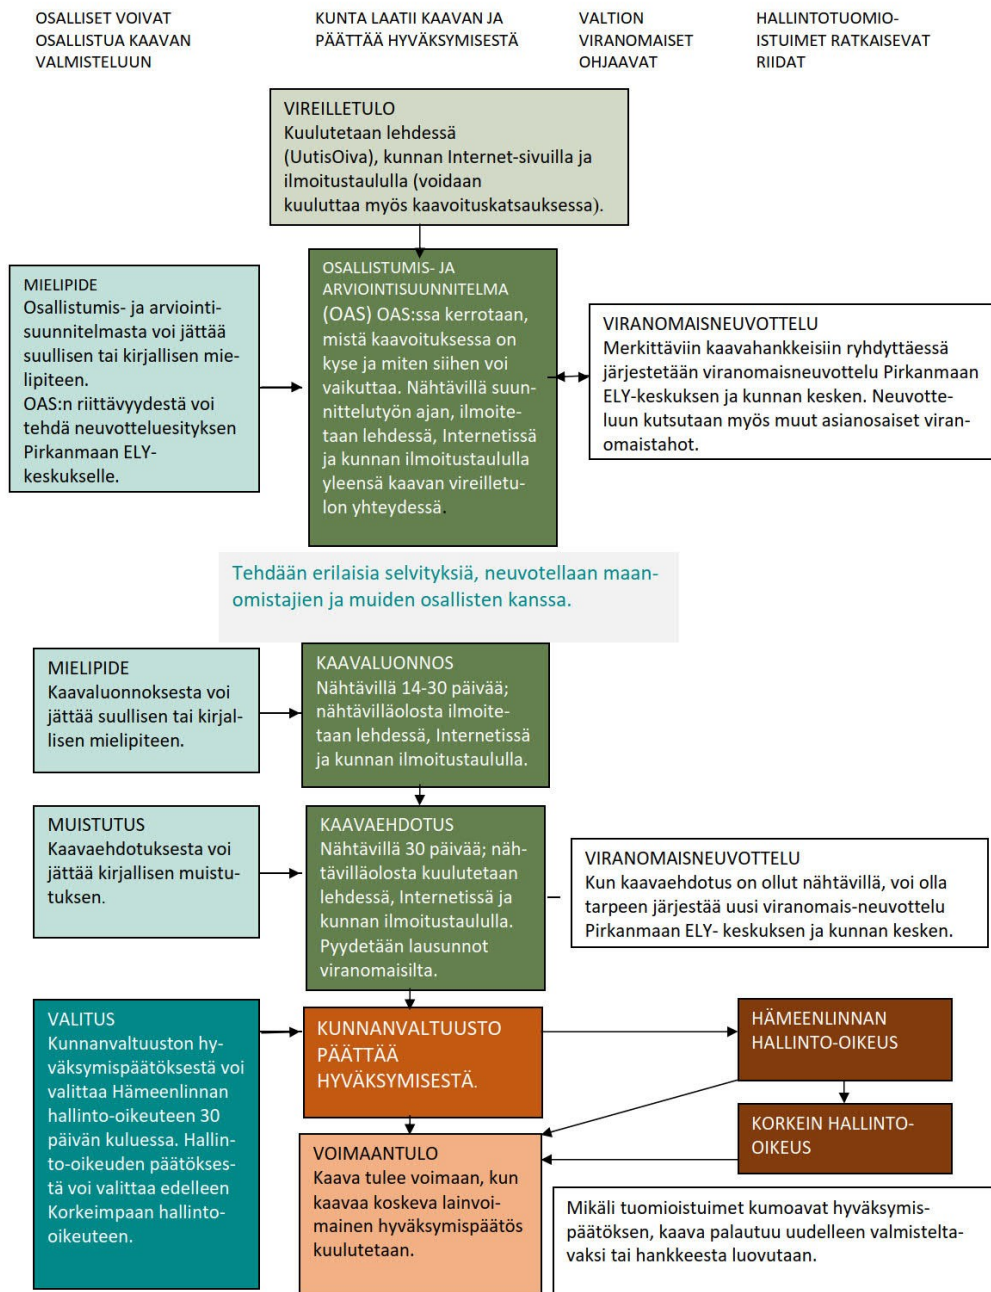 OSALLISET VOIVAT
OSALLISTUA KAAVAN
VALMISTELUUN
KUNTA LAATII KAAVAN JA
PÄÄTTÄÄ HYVÄKSYMISESTÄ
VALTION
VIRANOMAISET
OHJAAVAT
HALLINTOTUOMIO-
ISTUIMET RATKAISEVAT
RIIDAT
VIREILLETULO
Kuulutetaan lehdessä
(UutisOiva), kunnan Internet-sivuilla ja
ilmoitustaululla (voidaan
kuuluttaa myös kaavoituskatsauksessa).
MIELIPIDE
Osallistumis- ja arviointi-
suunnitelmasta voi jättää
suullisen tai kirjallisen mie-
lipiteen.
OAS:n riittävyydestä voi
tehdä neuvotteluesityksen
Pirkanmaan ELY-
keskukselle.
OSALLISTUMIS- JA
ARVIOINTISUUNNITELMA
(OAS) OAS:ssa kerrotaan,
mistä kaavoituksessa on
kyse ja miten siihen voi
vaikuttaa. Nähtävillä suun-
nittelutyön ajan, ilmoite-
taan lehdessä, Internetissä
ja kunnan ilmoitustaululla
yleensä kaavan vireilletu-
lon yhteydessä.
VIRANOMAISNEUVOTTELU
Merkittäviin kaavahankkeisiin ryhdyttäessä
järjestetään viranomaisneuvottelu Pirkanmaan
ELY-keskuksen ja kunnan kesken. Neuvotte-
luun kutsutaan myös muut asianosaiset viran-
omaistahot.
Tehdään erilaisia selvityksiä, neuvotellaan maan-
omistajien ja muiden osallisten kanssa.
MIELIPIDE
Kaavaluonnoksesta voi
jättää suullisen tai kirjal-
lisen mielipiteen.
KAAVALUONNOS
Nähtävillä 14-30 päivää;
nähtävilläolosta ilmoite-
taan lehdessä, Internetissä
ja kunnan ilmoitustaululla.
MUISTUTUS
Kaavaehdotuksesta voi
jättää kirjallisen muistu-
tuksen.
KAAVAEHDOTUS
Nähtävillä 30 päivää; näh-
tävilläolosta kuulutetaan
lehdessä, Internetissä ja
kunnan ilmoitustaululla.
Pyydetään lausunnot
viranomaisilta.
VIRANOMAISNEUVOTTELU
Kun kaavaehdotus on ollut nähtävillä, voi olla
tarpeen järjestää uusi viranomais-neuvottelu
Pirkanmaan ELY- keskuksen ja kunnan kesken.
VALITUS
Kunnanvaltuuston hy-
väksymispäätöksestä voi
valittaa Hämeenlinnan
hallinto-oikeuteen 30
päivän kuluessa. Hallin-
to-oikeuden päätökses-
tä voi valittaa edelleen
Korkeimpaan hallinto-
oikeuteen.
KUNNANVALTUUSTO
PÄÄTTÄÄ
HYVÄKSYMISESTÄ.
HÄMEENLINNAN
HALLINTO-OIKEUS
KORKEIN HALLINTO-
OIKEUS
VOIMAANTULO
Kaava tulee voimaan, kun
kaavaa koskeva lainvoi-
mainen hyväksymispäätös
kuulutetaan.
Mikäli tuomioistuimet kumoavat hyväksymis-
päätöksen, kaava palautuu uudelleen valmistelta-
vaksi tai hankkeesta luovutaan.